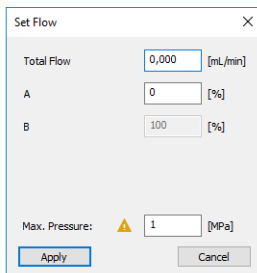 Set Flow
Total Flow 0,000 [mL/min]
A 0 [%]
B 100 [%]
Max. Pressure: 1 [MPa]
Apply Cancel